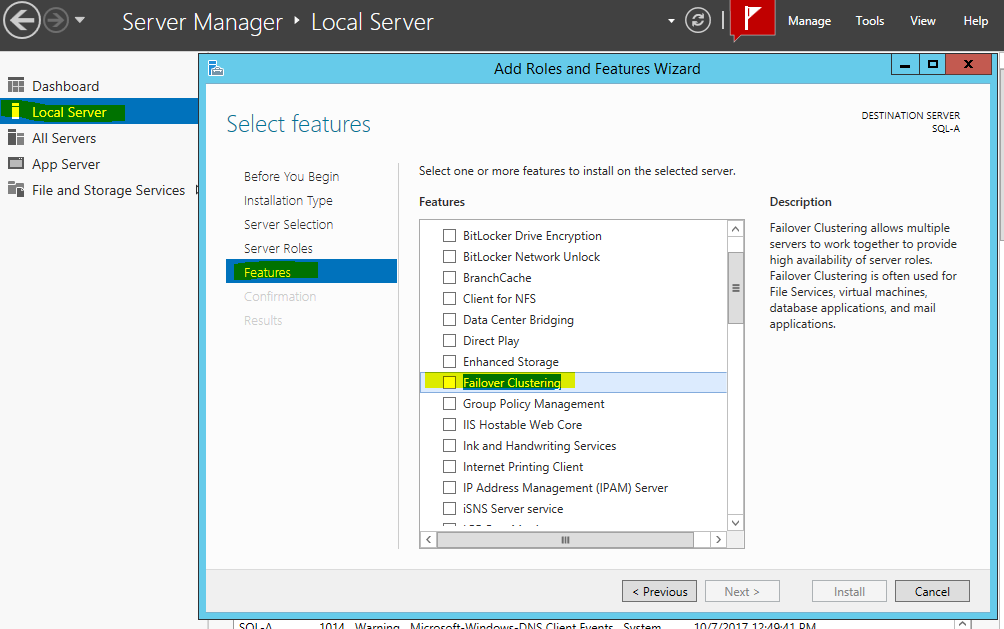 Server Manager ‣ Local Server
Manage Tools View Help
Dashboard
Local Server
All Servers
App Server
File and Storage Services
Add Roles and Features Wizard
Select features
DESTINATION SERVER
SQL-A
Before You Begin
Installation Type
Server Selection
Server Roles
Features
Confirmation
Results
Select one or more features to install on the selected server.
Features
BitLocker Drive Encryption
BitLocker Network Unlock
BranchCache
Client for NFS
Data Center Bridging
Direct Play
Enhanced Storage
Failover Clustering
Group Policy Management
IIS Hostable Web Core
Ink and Handwriting Services
Internet Printing Client
IP Address Management (IPAM) Server
iSNS Server service
Description
Failover Clustering allows multiple
servers to work together to provide
high availability of server roles.
Failover Clustering is often used for
File Services, virtual machines,
database applications, and mail
applications.
< Previous
Next >
Install
Cancel
SQL-A 1014 Warning Microsoft-Windows-DNS Client Events System 10/7/2017 12:49:41 PM